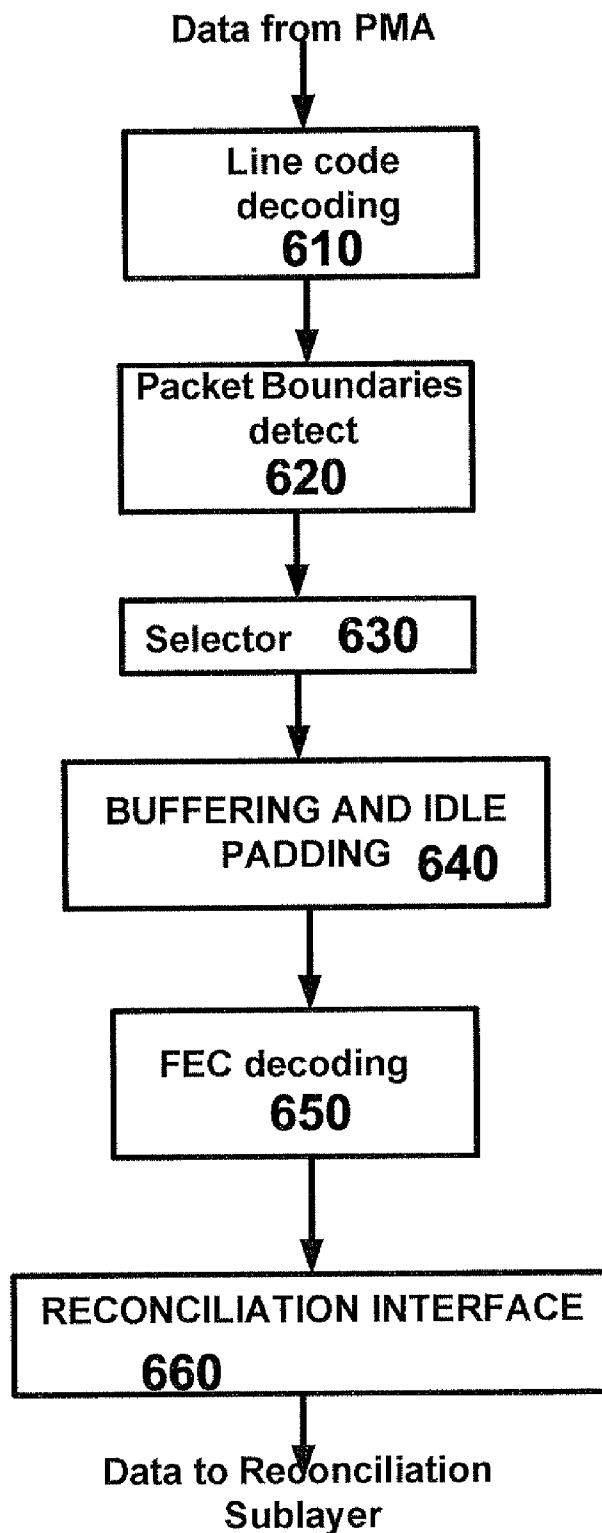 Data from PMA
Line code
decoding
610
Packet Boundaries
detect
620
Selector 630
BUFFERING AND IDLE
PADDING 640
FEC decoding
650
RECONCILIATION INTERFACE
660
Data to Reconciliation
Sublayer